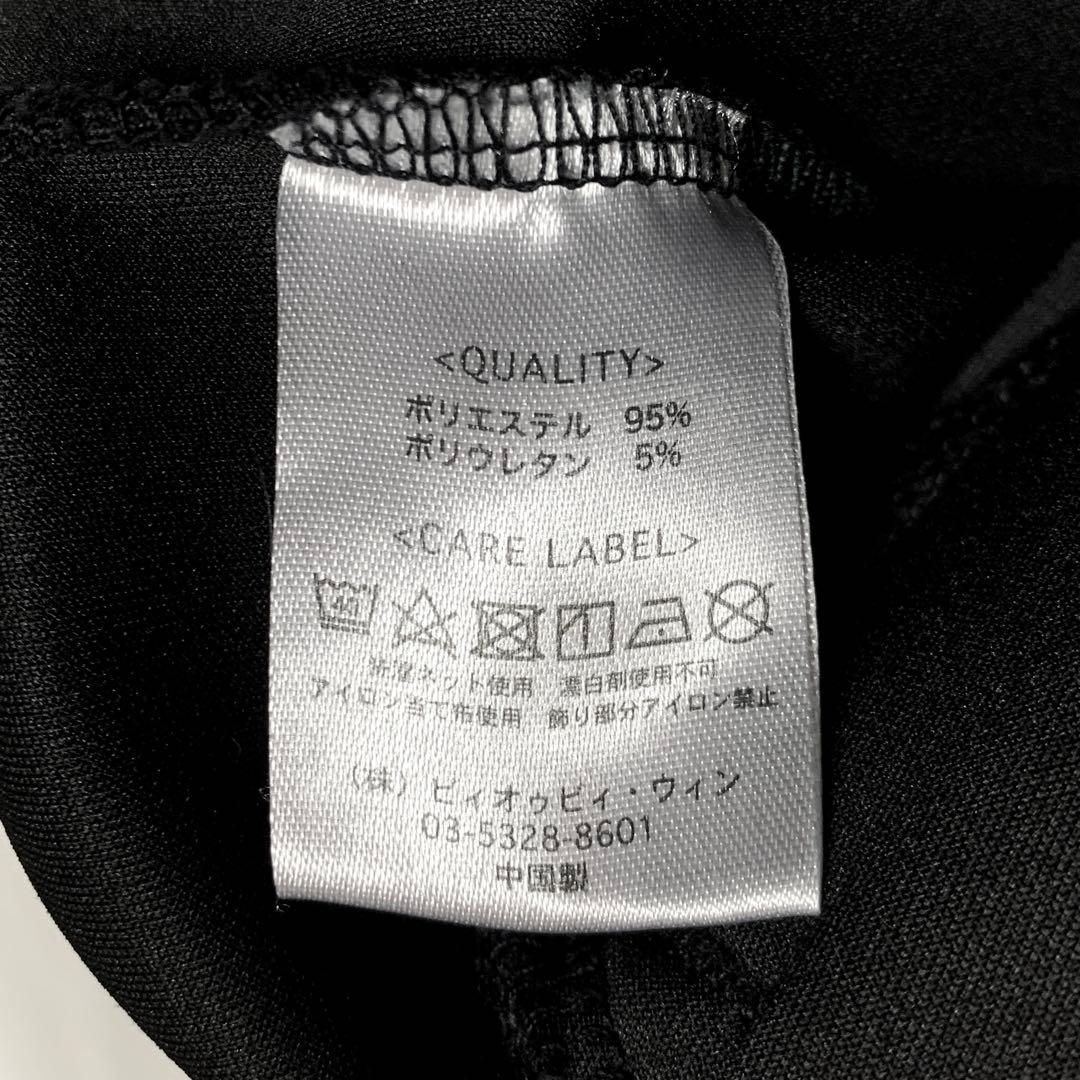 <QUALITY>
ポリエステル 95%
ポリウレタン 5%
<CARE LABEL>
40
洗濯ネット使用 漂白剤使用不可
アイロン当て布使用 飾り部分アイロン禁止
(株) ビィオゥビィ・ウィン
03-5328-8601
中国製